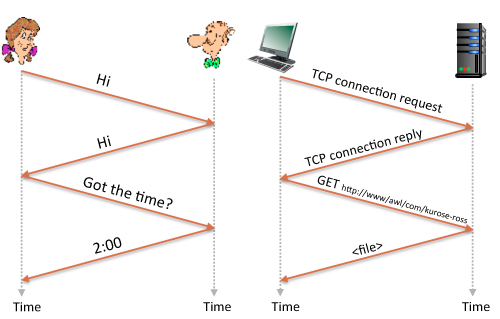 Hi
Hi
Got the time?
2:00
Time
Time
TCP connection request
TCP connection reply
GET http://www/awl/com/kurose-ross
<file>
Time
Time